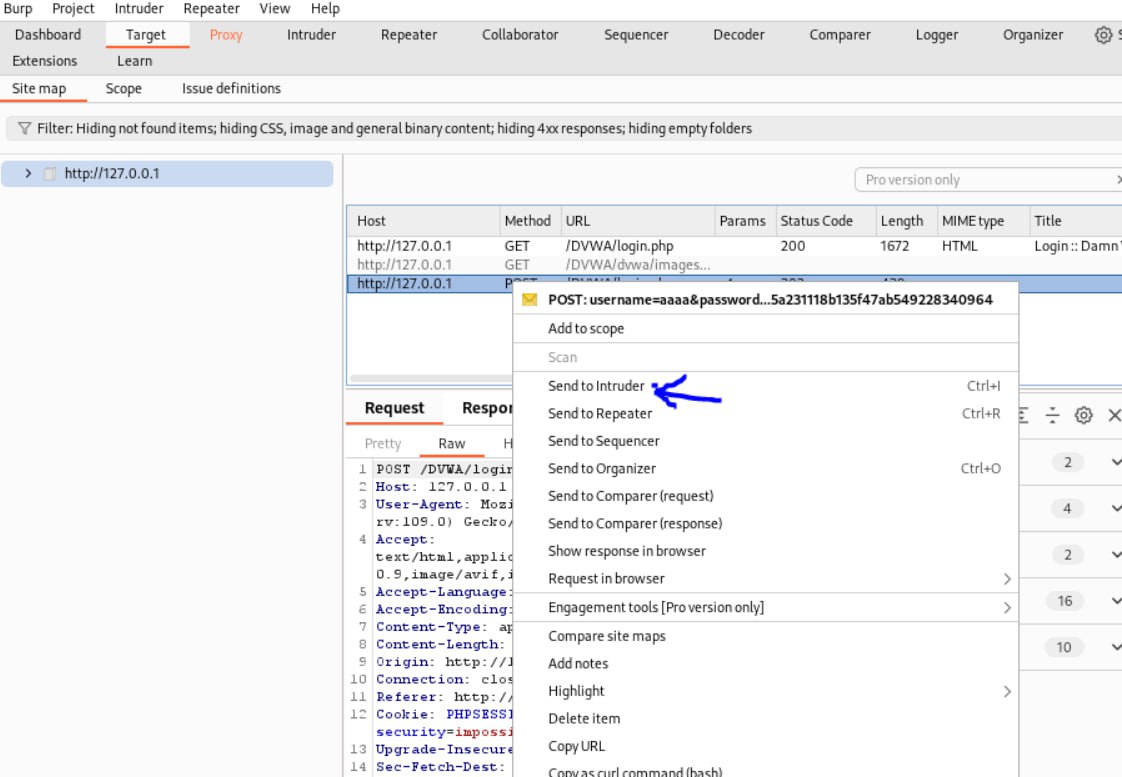 Burp Project Intruder Repeater View Help
Dashboard Target Proxy Intruder Repeater Collaborator Sequencer Decoder Comparer Logger Organizer
Extensions Learn
Site map Scope Issue definitions
Filter: Hiding not found items; hiding CSS, image and general binary content; hiding 4xx responses; hiding empty folders
http://127.0.0.1
Pro version only
Host Method URL Params Status Code Length MIME type Title
http://127.0.0.1 GET /DVWA/login.php 200 1672 HTML Login :: Damn
http://127.0.0.1 GET /DVWA/dvwa/images...
http://127.0.0.1
POST: username=aaaa&password...5a231118b135f47ab549228340964
Add to scope
Scan
Send to Intruder Ctrl+I
Send to Repeater Ctrl+R
Send to Sequencer
Send to Organizer Ctrl+O
Send to Comparer (request)
Send to Comparer (response)
Show response in browser
Request in browser
Engagement tools [Pro version only]
Compare site maps
Add notes
Highlight
Delete item
Copy URL
Copy as curl command (bash)
Request Respon
Pretty Raw H
1 POST /DVWA/login
2 Host: 127.0.0.1
3 User-Agent: Mozi
rv:109.0) Gecko/
4 Accept:
text/html,applic
0.9,image/avif,i
5 Accept-Language:
6 Accept-Encoding:
7 Content-Type: ap
8 Content-Length:
9 Origin: http://1
10 Connection: clos
11 Referer: http://
12 Cookie: PHPSESSI
security=impossi
13 Upgrade-Insecure
14 Sec-Fetch-Dest:
2
4
2
16
10